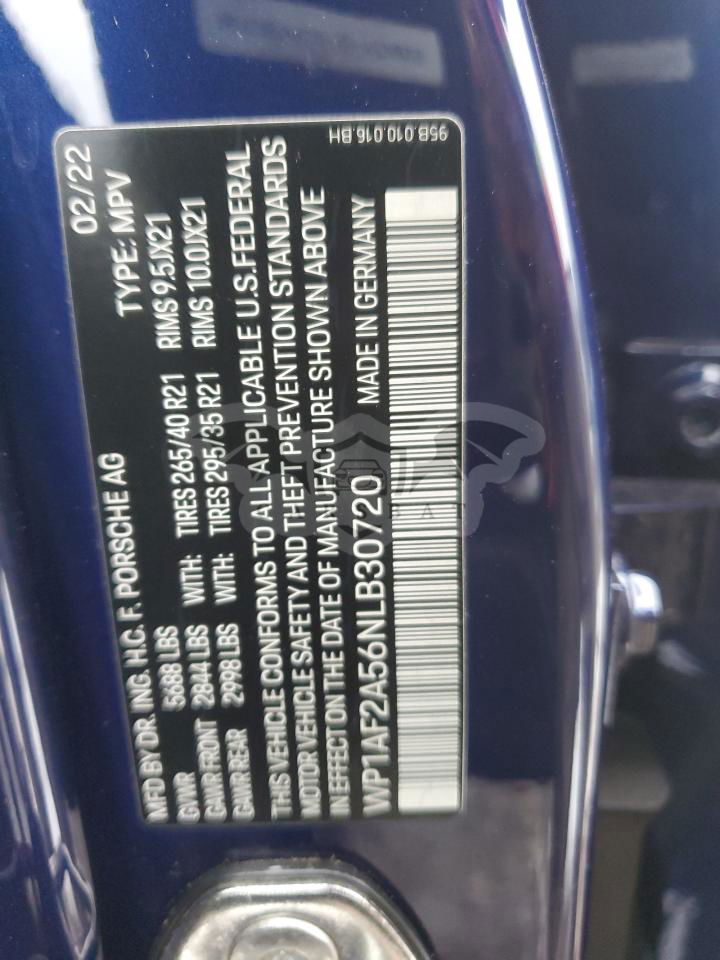 MFD BY DR. ING. H.C. F. PORSCHE AG 02/22
GVWR 5688 LBS TYPE: MPV
GAWR FRONT 2844 LBS WITH: TIRES 265/40 R21 RIMS 9.5JX21
GAWR REAR 2998 LBS WITH: TIRES 295/35 R21 RIMS 10.0JX21
THIS VEHICLE CONFORMS TO ALL APPLICABLE U.S. FEDERAL
MOTOR VEHICLE SAFETY AND THEFT PREVENTION STANDARDS
IN EFFECT ON DATE OF MANUFACTURE SHOWN ABOVE
95B.010.016.BH
WP1AF2A56NLB30720 MADE IN GERMANY